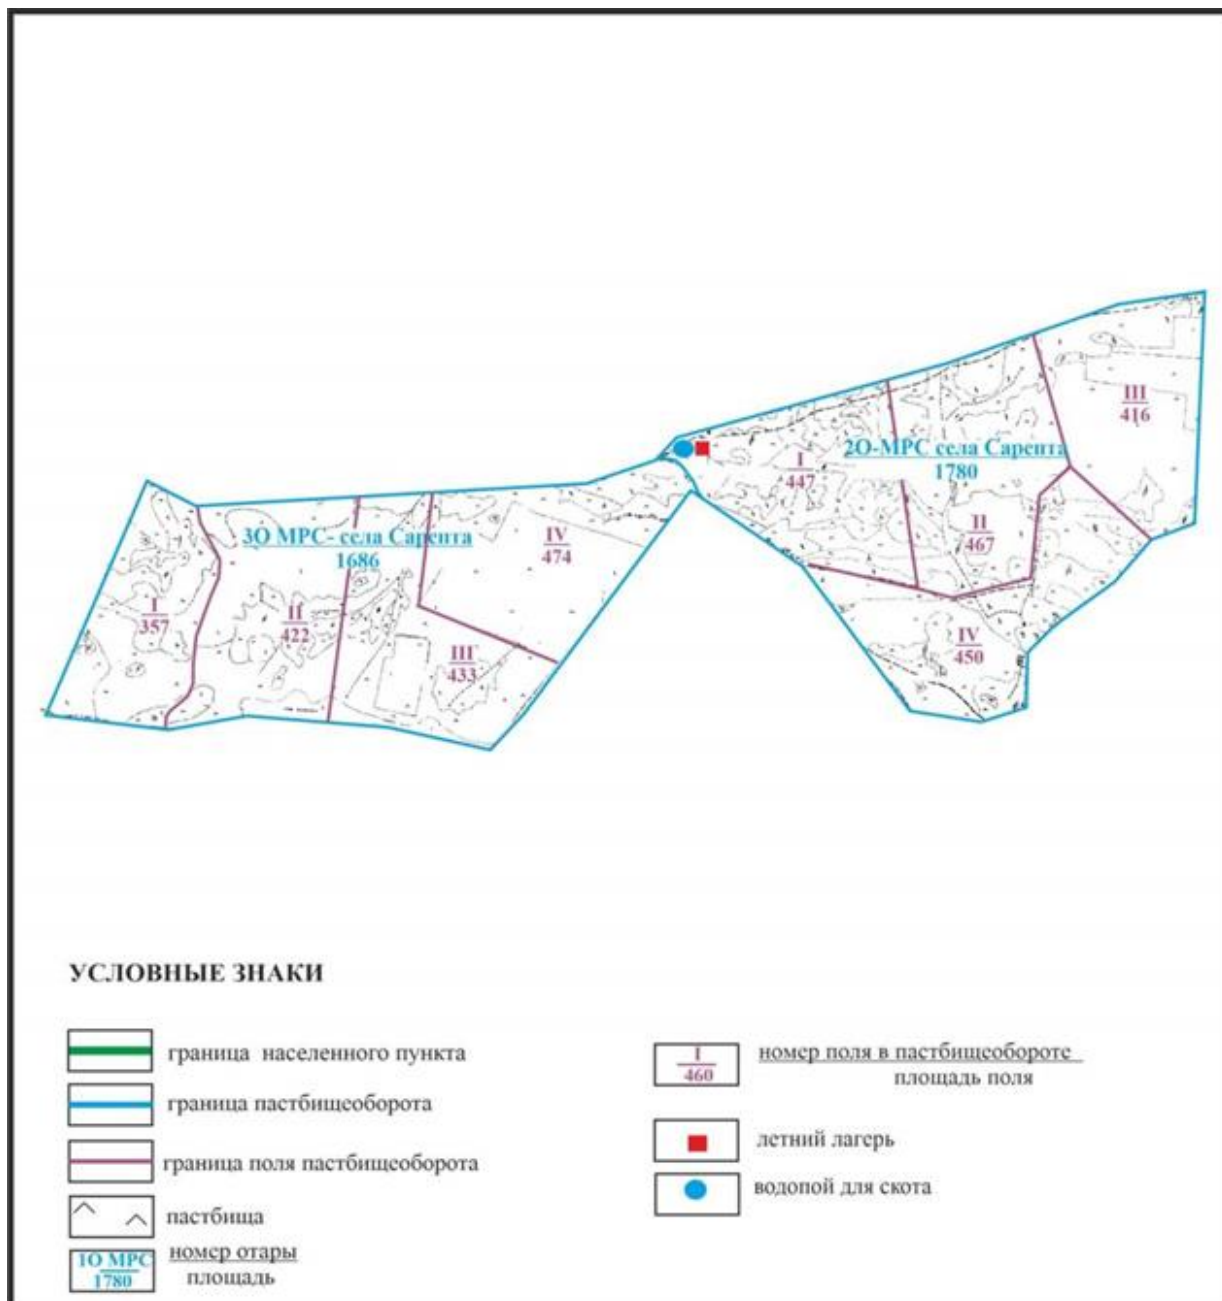 III
416
2О-МРС села Сарепта
1780
I
447
II
467
3О МРС- села Сарепта
1686
IV
474
I
357
II
422
III
433
IV
450
УСЛОВНЫЕ ЗНАКИ
граница населенного пункта
граница пастбищеоборота
граница поля пастбищеоборота
пастбища
1О МРС
1780
номер отары
площадь
I
460
номер поля в пастбищеобороте
площадь поля
летний лагерь
водопой для скота